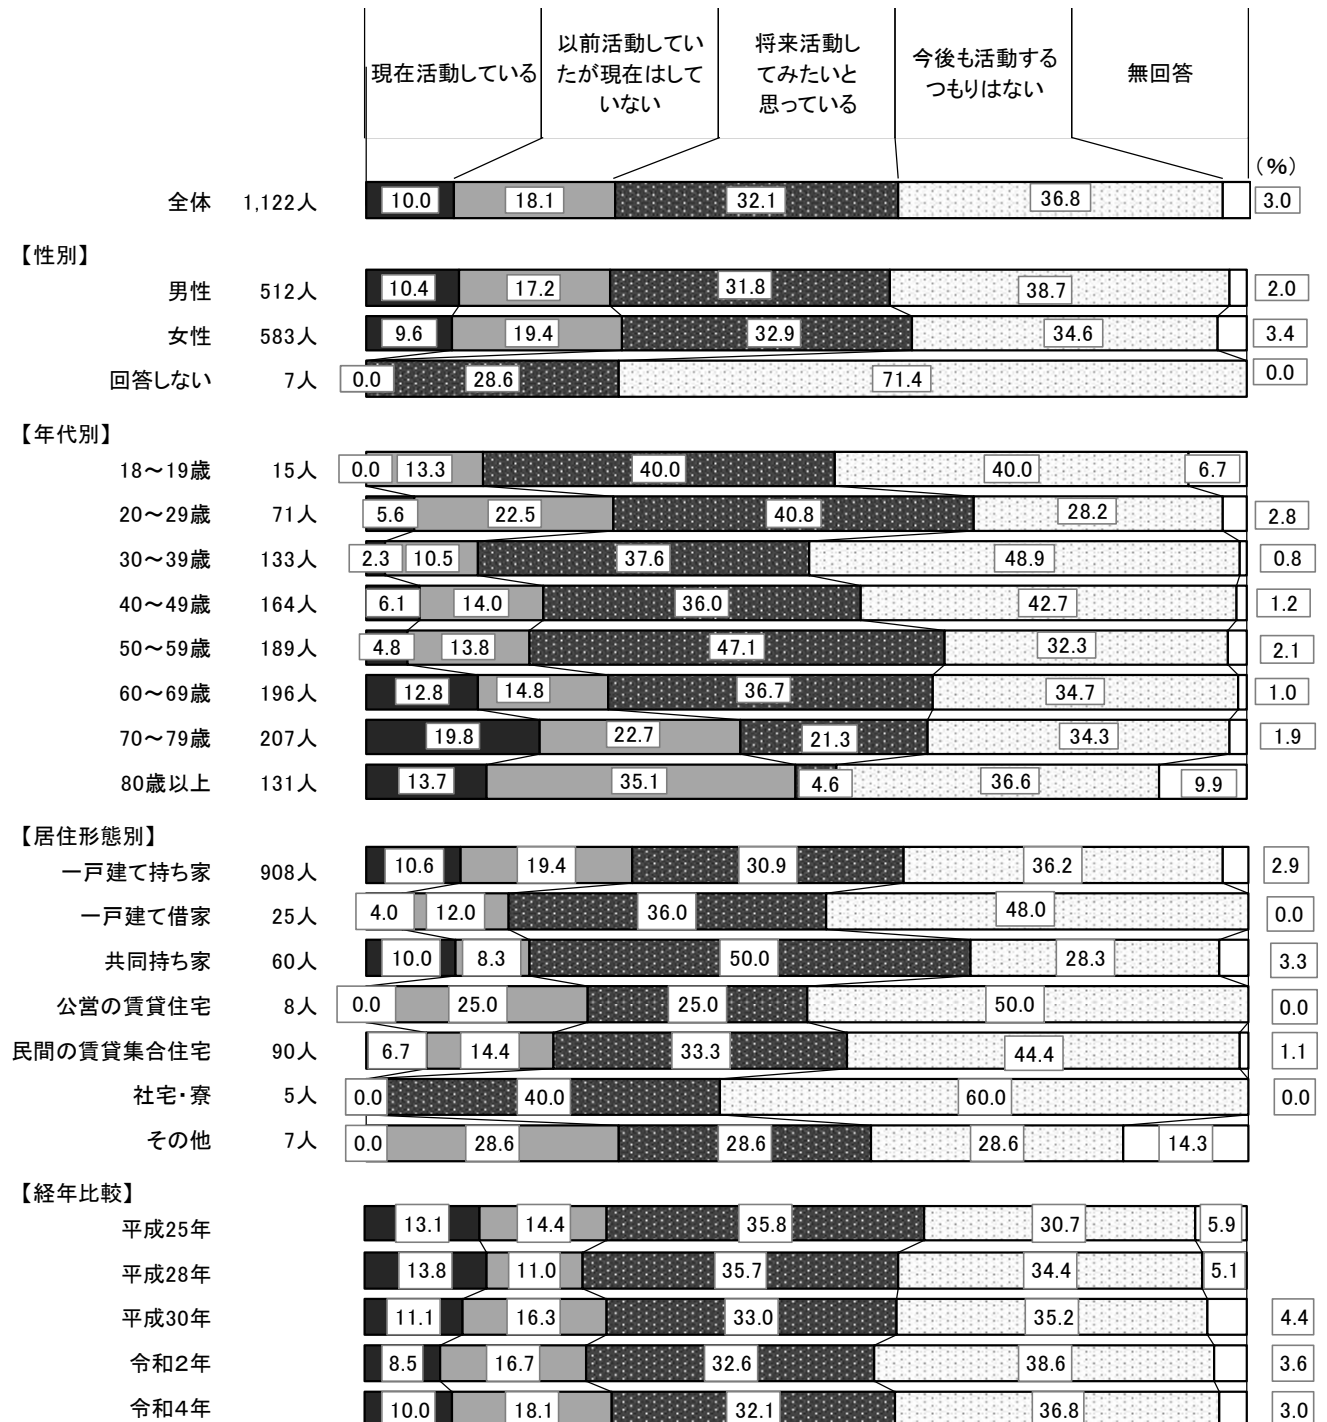 現在活動している
以前活動してい
たが現在はして
いない
将来活動し
てみたいと
思っている
今後も活動する
つもりはない
無回答
(%)
全体 1,122人 10.0 18.1 32.1 36.8 3.0
【性別】
男性 512人 10.4 17.2 31.8 38.7 2.0
女性 583人 9.6 19.4 32.9 34.6 3.4
回答しない 7人 0.0 28.6 71.4 0.0
【年代別】
18～19歳 15人 0.0 13.3 40.0 40.0 6.7
20～29歳 71人 5.6 22.5 40.8 28.2 2.8
30～39歳 133人 2.3 10.5 37.6 48.9 0.8
40～49歳 164人 6.1 14.0 36.0 42.7 1.2
50～59歳 189人 4.8 13.8 47.1 32.3 2.1
60～69歳 196人 12.8 14.8 36.7 34.7 1.0
70～79歳 207人 19.8 22.7 21.3 34.3 1.9
80歳以上 131人 13.7 35.1 4.6 36.6 9.9
【居住形態別】
一戸建て持ち家 908人 10.6 19.4 30.9 36.2 2.9
一戸建て借家 25人 4.0 12.0 36.0 48.0 0.0
共同持ち家 60人 10.0 8.3 50.0 28.3 3.3
公営の賃貸住宅 8人 0.0 25.0 25.0 50.0 0.0
民間の賃貸集合住宅 90人 6.7 14.4 33.3 44.4 1.1
社宅・寮 5人 0.0 40.0 60.0 0.0
その他 7人 0.0 28.6 28.6 28.6 14.3
【経年比較】
平成25年 13.1 14.4 35.8 30.7 5.9
平成28年 13.8 11.0 35.7 34.4 5.1
平成30年 11.1 16.3 33.0 35.2 4.4
令和2年 8.5 16.7 32.6 38.6 3.6
令和4年 10.0 18.1 32.1 36.8 3.0